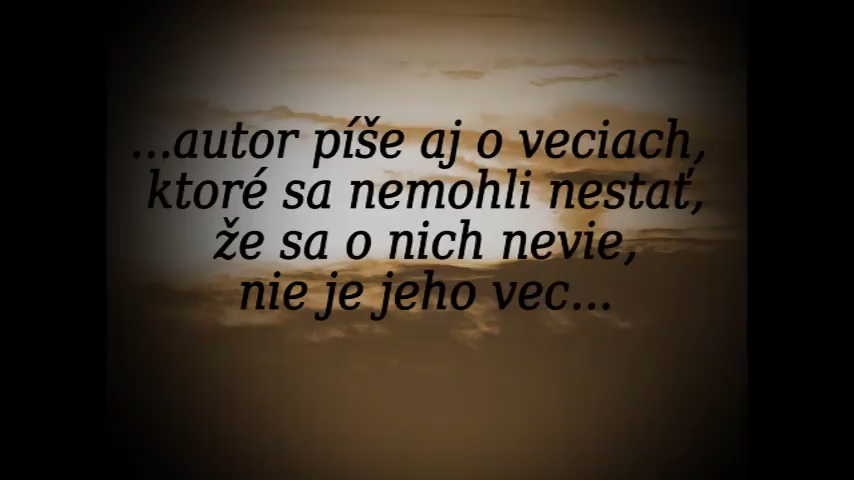 ...autor píše aj o veciach,
ktoré sa nemohli nestať,
že sa o nich nevie,
nie je jeho vec...